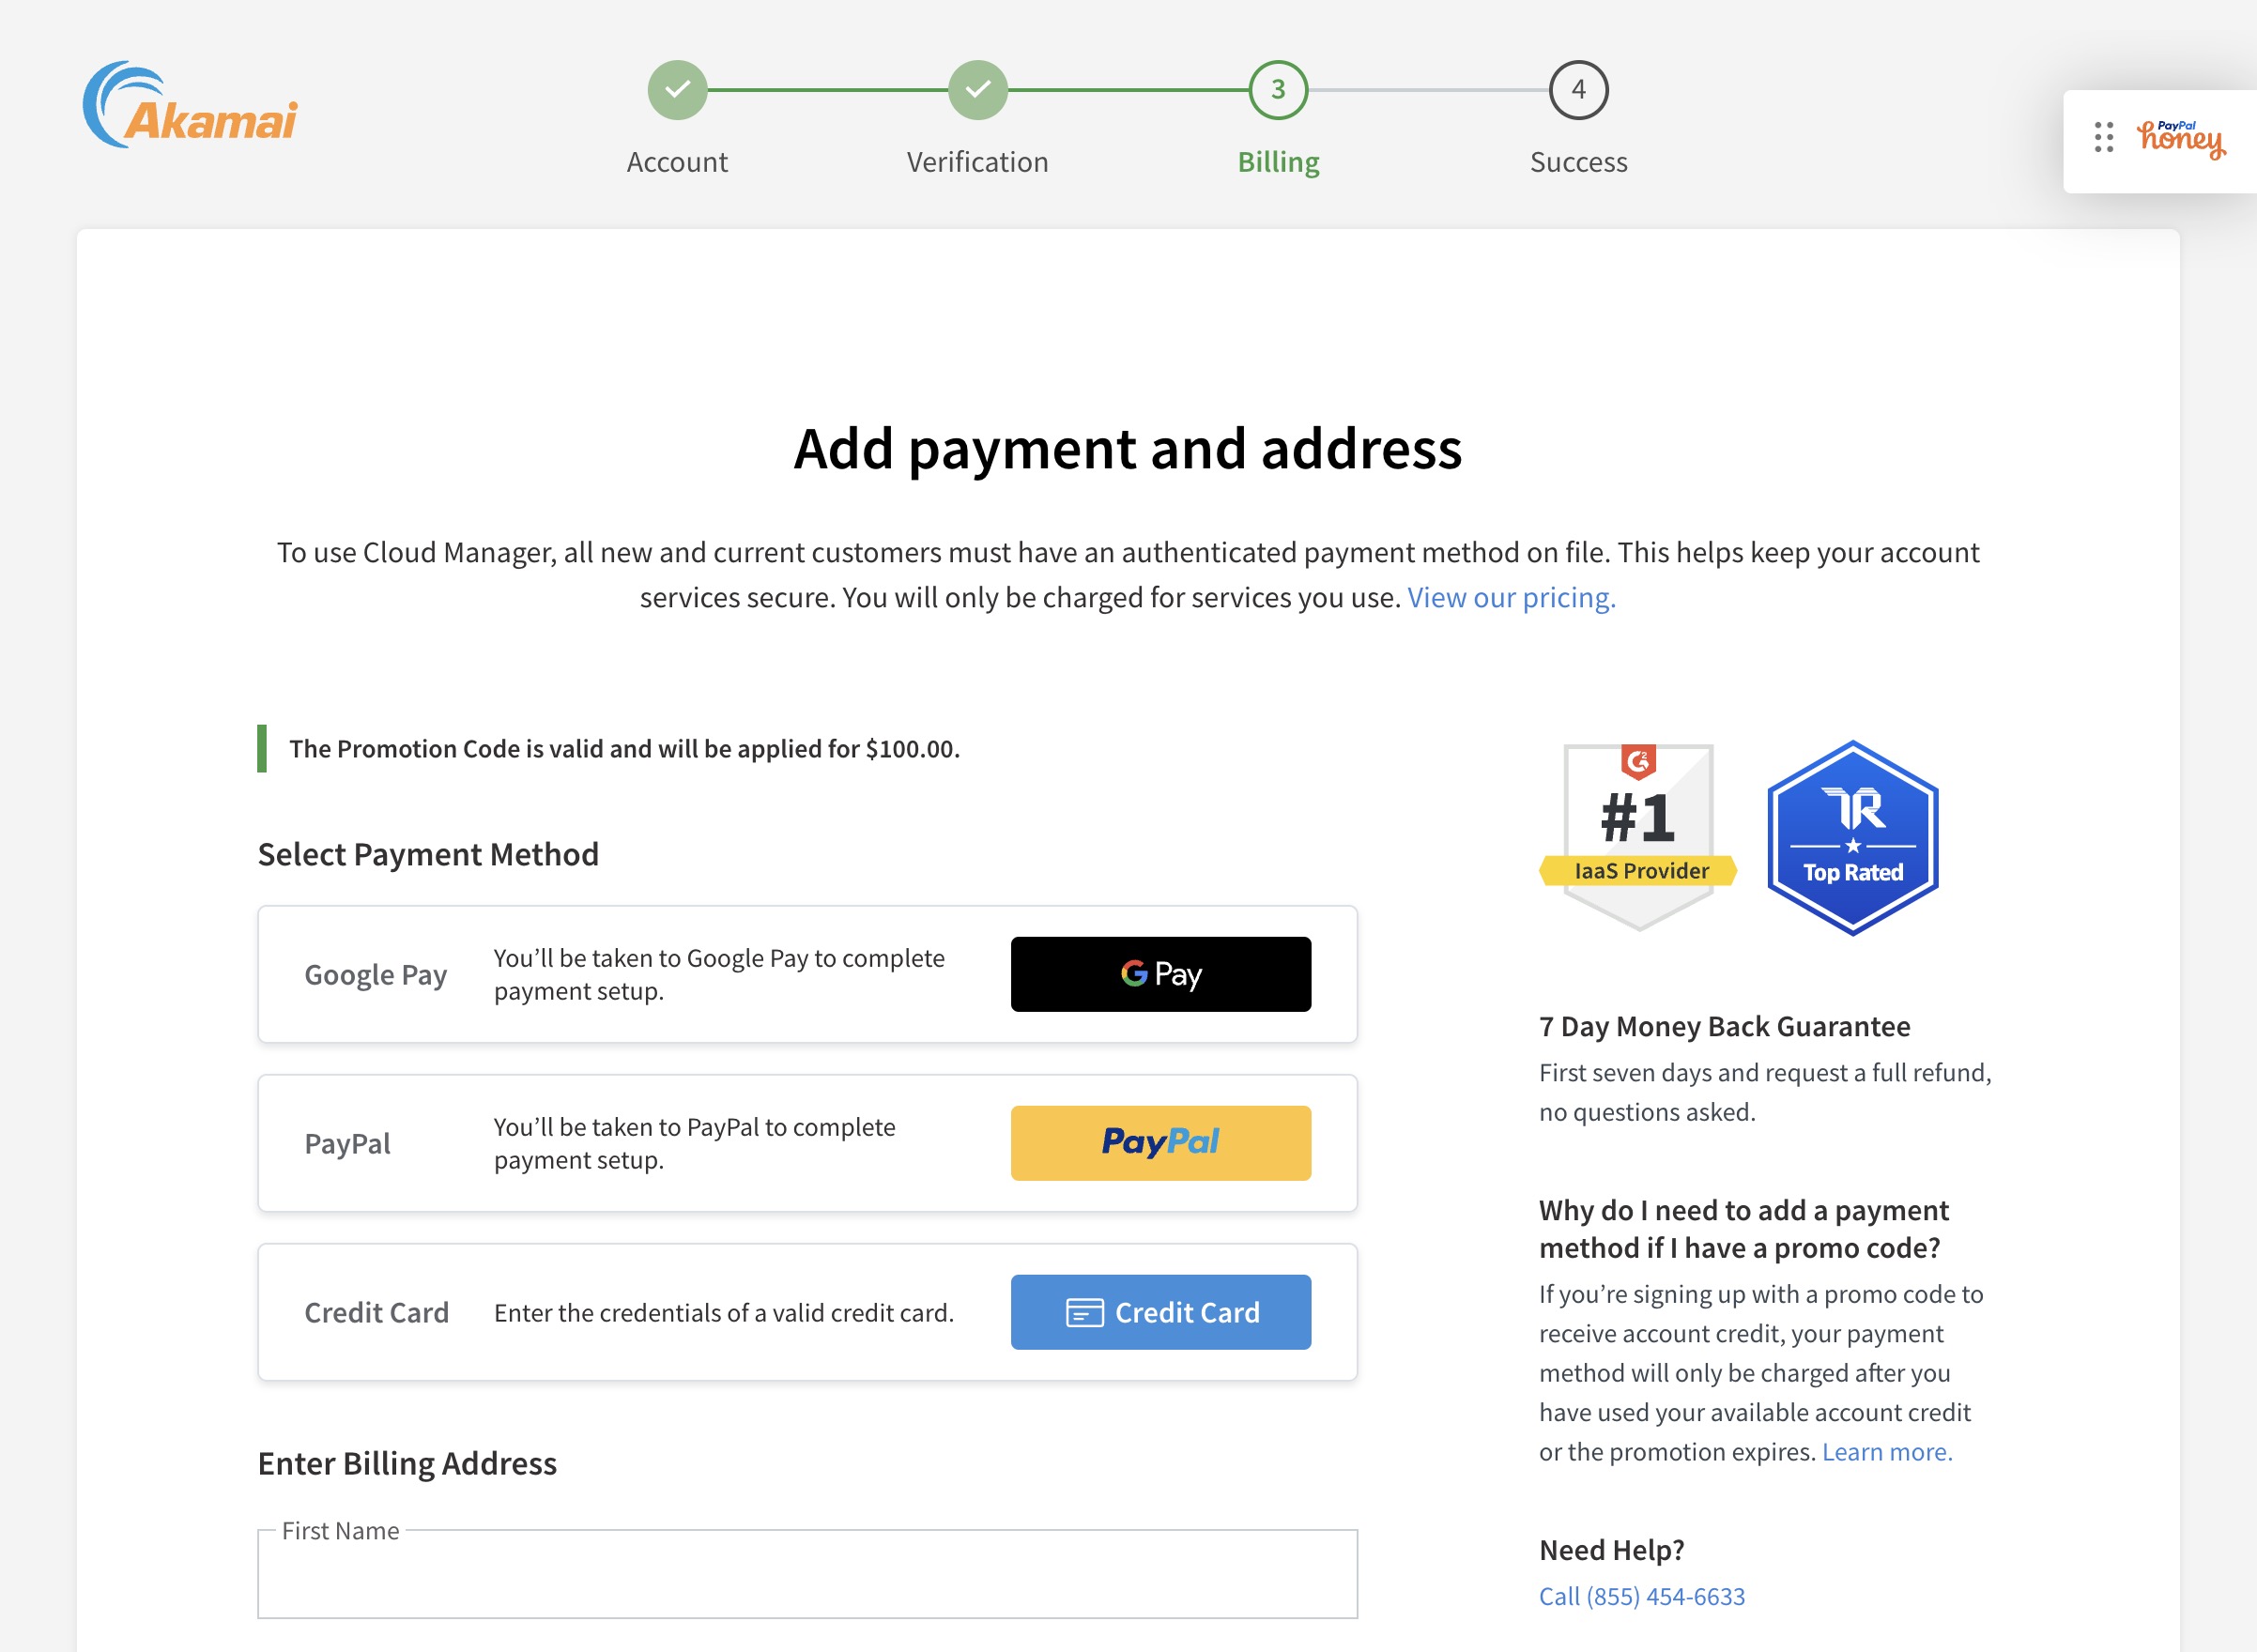 Akamai
3
4
Account
Verification
Billing
Success
PayPal
honey
Add payment and address
To use Cloud Manager, all new and current customers must have an authenticated payment method on file. This helps keep your account
services secure. You will only be charged for services you use. View our pricing.
The Promotion Code is valid and will be applied for $100.00.
Select Payment Method
Google Pay
You’ll be taken to Google Pay to complete
payment setup.
G Pay
PayPal
You’ll be taken to PayPal to complete
payment setup.
PayPal
Credit Card
Enter the credentials of a valid credit card.
Credit Card
Enter Billing Address
First Name
G2
#1
IaaS Provider
TR
Top Rated
7 Day Money Back Guarantee
First seven days and request a full refund,
no questions asked.
Why do I need to add a payment
method if I have a promo code?
If you’re signing up with a promo code to
receive account credit, your payment
method will only be charged after you
have used your available account credit
or the promotion expires. Learn more.
Need Help?
Call (855) 454-6633